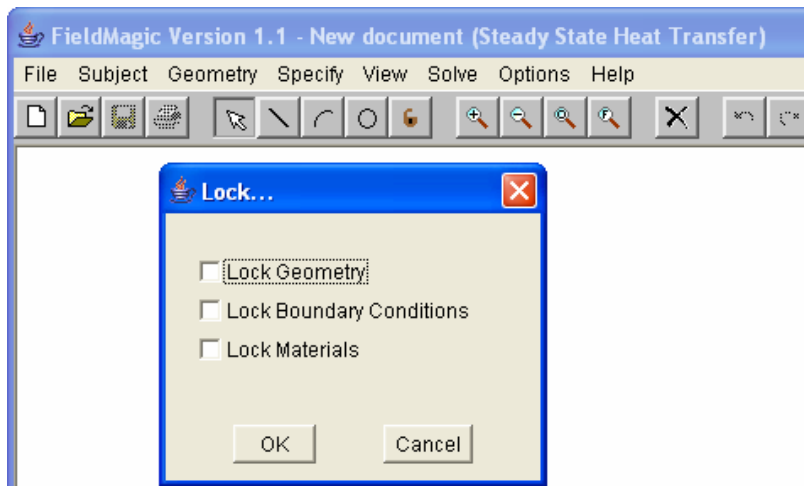 FieldMagic Version 1.1 - New document (Steady State Heat Transfer)
File Subject Geometry Specify View Solve Options Help
Lock...
Lock Geometry
Lock Boundary Conditions
Lock Materials
OK Cancel